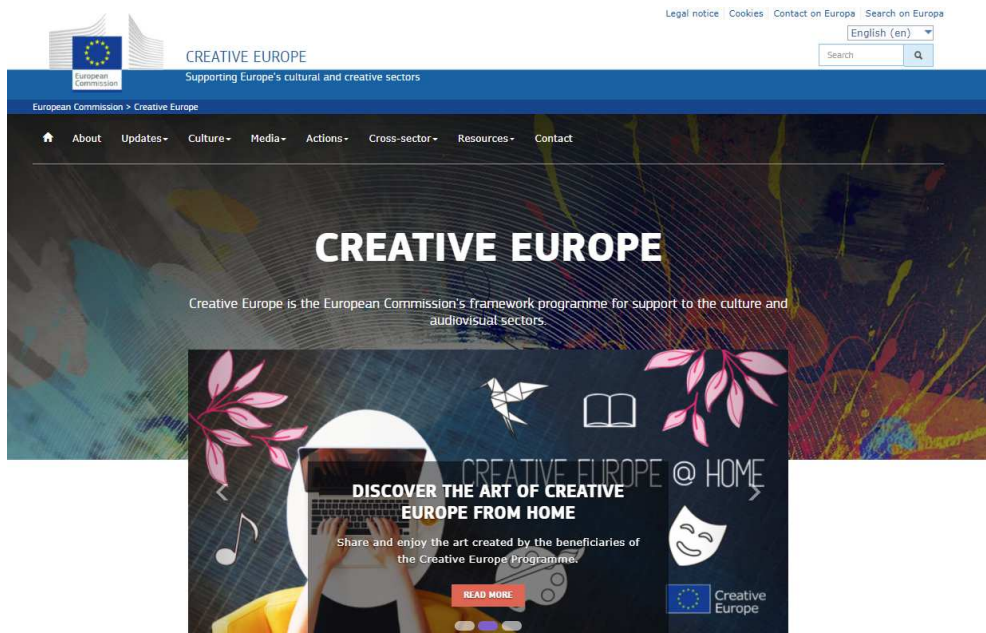 Legal notice Cookies Contact on Europa Search on Europa
English (en)
Search
CREATIVE EUROPE
European
Commission
Supporting Europe's cultural and creative sectors
European Commission > Creative Europe
About Updates Culture Media Actions Cross-sector Resources Contact
CREATIVE EUROPE
Creative Europe is the European Commission's framework programme for support to the culture and
audiovisual sectors.
CREATIVE EUROPE @ HOME
DISCOVER THE ART OF CREATIVE
EUROPE FROM HOME
Share and enjoy the art created by the beneficiaries of
the Creative Europe Programme.
READ MORE
Creative
Europe